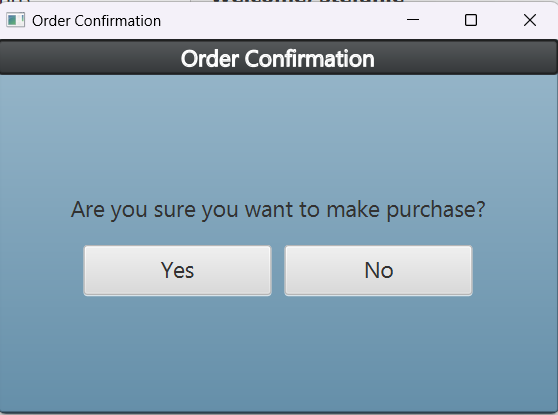 Order Confirmation
Order Confirmation
Are you sure you want to make purchase?
Yes
No